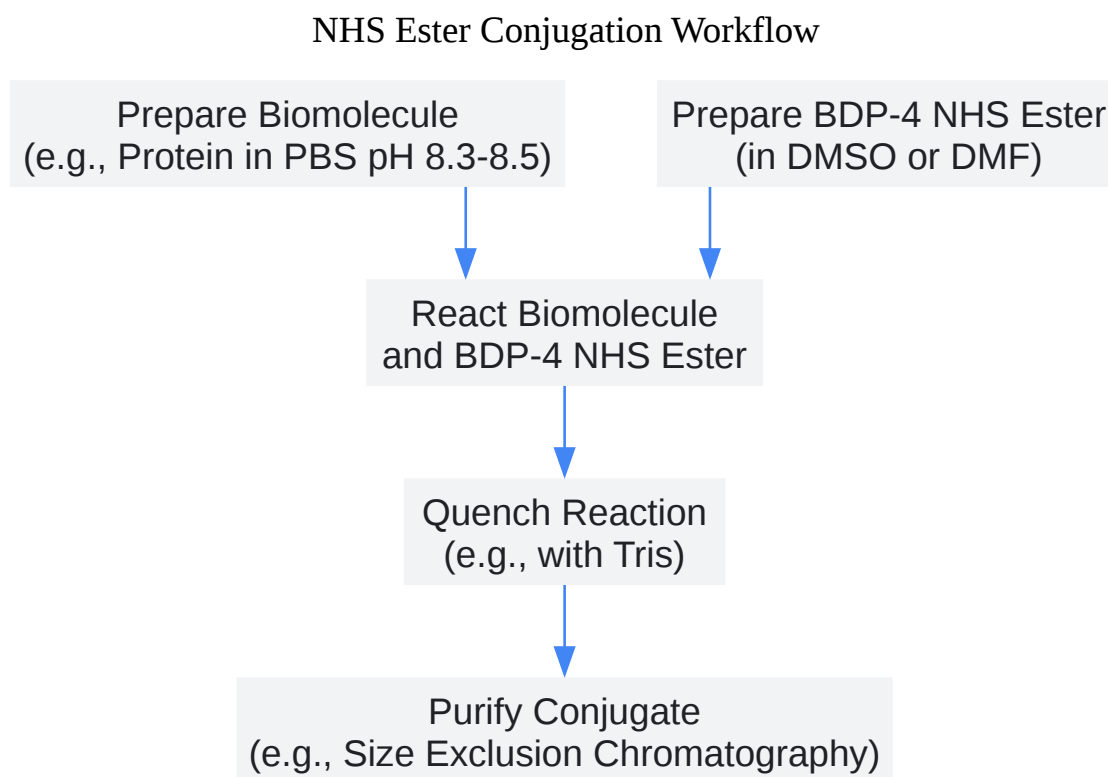 NHS Ester Conjugation Workflow
Prepare Biomolecule
(e.g., Protein in PBS pH 8.3-8.5)
Prepare BDP-4 NHS Ester
(in DMSO or DMF)
React Biomolecule
and BDP-4 NHS Ester
Quench Reaction
(e.g., with Tris)
Purify Conjugate
(e.g., Size Exclusion Chromatography)